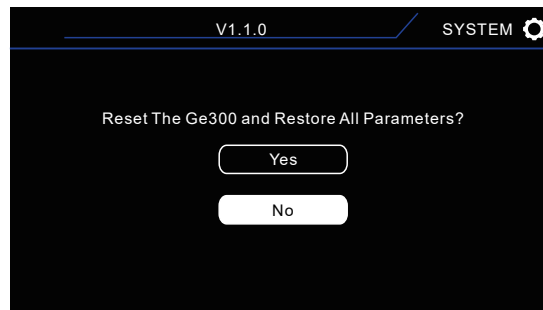 V1.1.0
SYSTEM
Reset The Ge300 and Restore All Parameters?
Yes
No